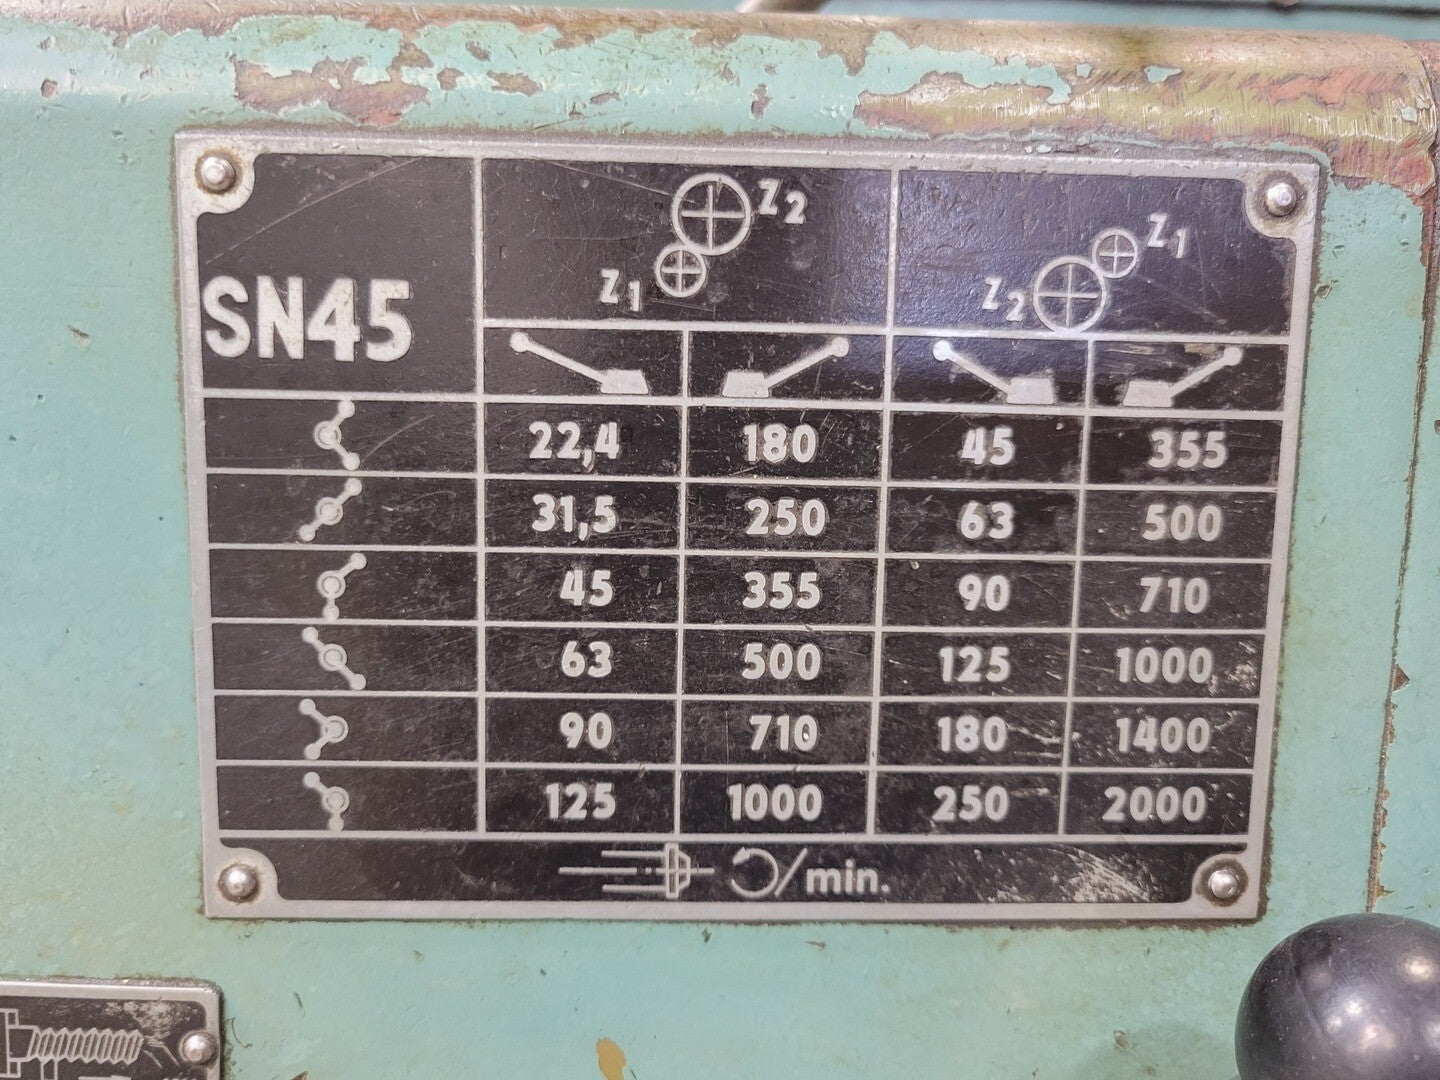 Z2
Z1
Z1
Z2
SN45
22,4 180 45 355
31,5 250 63 500
45 355 90 710
63 500 125 1000
90 710 180 1400
125 1000 250 2000
/min.